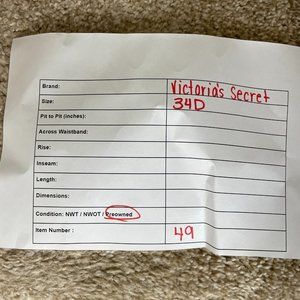 Brand: Victoria's Secret
Size: 34D
Pit to Pit (inches):
Across Waistband:
Rise:
Inseam:
Length:
Dimensions:
Condition: NWT / NWOT / Preowned
Item Number : 49